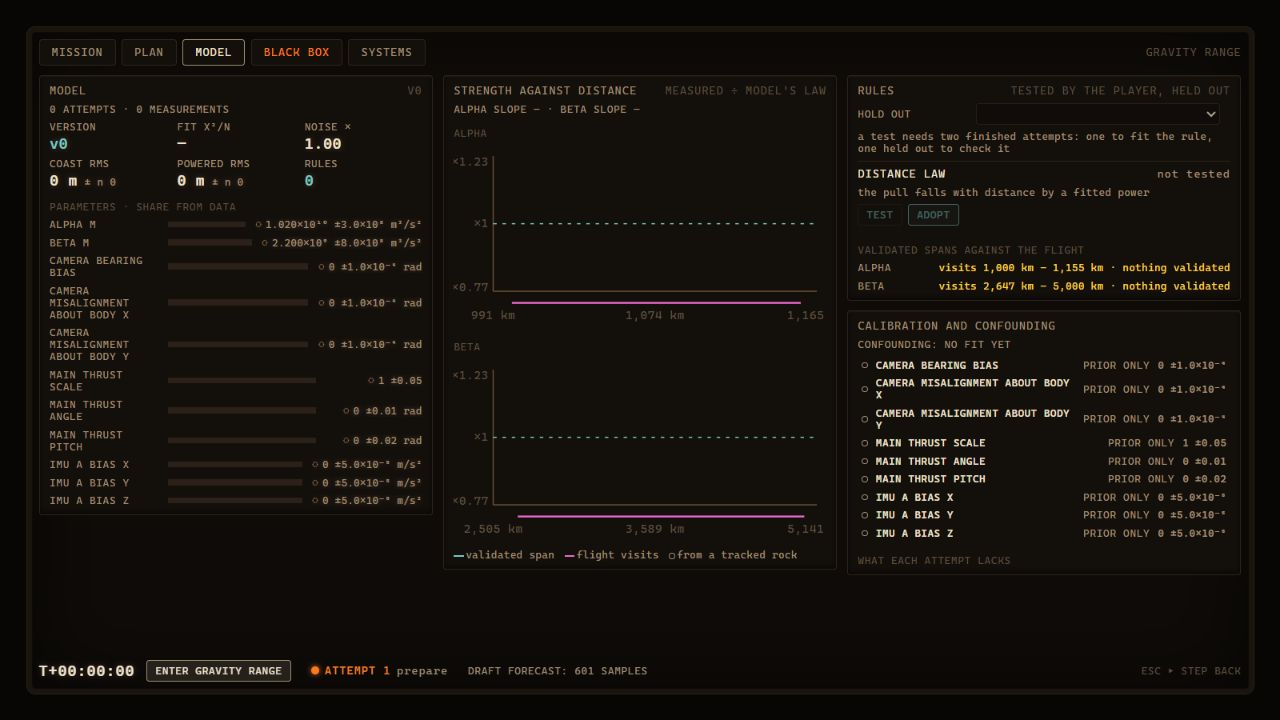 MISSION PLAN MODEL BLACK BOX SYSTEMS GRAVITY RANGE
MODEL V0
0 ATTEMPTS · 0 MEASUREMENTS
VERSION FIT X²/N NOISE ×
v0 — 1.00
COAST RMS POWERED RMS RULES
0 m ± n 0 0 m ± n 0 0
PARAMETERS · SHARE FROM DATA
ALPHA M ○ 1.020×10¹⁰ ±3.0×10⁸ m³/s²
BETA M ○ 2.200×10⁹ ±8.0×10⁸ m³/s²
CAMERA BEARING
BIAS ○ 0 ±1.0×10⁻⁴ rad
CAMERA
MISALIGNMENT
ABOUT BODY X ○ 0 ±1.0×10⁻⁴ rad
CAMERA
MISALIGNMENT
ABOUT BODY Y ○ 0 ±1.0×10⁻⁴ rad
MAIN THRUST
SCALE ○ 1 ±0.05
MAIN THRUST
ANGLE ○ 0 ±0.01 rad
MAIN THRUST
PITCH ○ 0 ±0.02 rad
IMU A BIAS X ○ 0 ±5.0×10⁻⁸ m/s²
IMU A BIAS Y ○ 0 ±5.0×10⁻⁸ m/s²
IMU A BIAS Z ○ 0 ±5.0×10⁻⁸ m/s²
STRENGTH AGAINST DISTANCE MEASURED ÷ MODEL'S LAW
ALPHA SLOPE — · BETA SLOPE —
ALPHA
×1.23
×1
×0.77
991 km 1,074 km 1,165
BETA
×1.23
×1
×0.77
2,505 km 3,589 km 5,141
validated span flight visits ○ from a tracked rock
RULES TESTED BY THE PLAYER, HELD OUT
HOLD OUT
a test needs two finished attempts: one to fit the rule,
one held out to check it
DISTANCE LAW not tested
the pull falls with distance by a fitted power
TEST ADOPT
VALIDATED SPANS AGAINST THE FLIGHT
ALPHA visits 1,000 km – 1,155 km · nothing validated
BETA visits 2,647 km – 5,000 km · nothing validated
CALIBRATION AND CONFOUNDING
CONFOUNDING: NO FIT YET
○ CAMERA BEARING BIAS PRIOR ONLY 0 ±1.0×10⁻⁴
○ CAMERA MISALIGNMENT ABOUT BODY
X PRIOR ONLY 0 ±1.0×10⁻⁴
○ CAMERA MISALIGNMENT ABOUT BODY
Y PRIOR ONLY 0 ±1.0×10⁻⁴
○ MAIN THRUST SCALE PRIOR ONLY 1 ±0.05
○ MAIN THRUST ANGLE PRIOR ONLY 0 ±0.01
○ MAIN THRUST PITCH PRIOR ONLY 0 ±0.02
○ IMU A BIAS X PRIOR ONLY 0 ±5.0×10⁻⁸
○ IMU A BIAS Y PRIOR ONLY 0 ±5.0×10⁻⁸
○ IMU A BIAS Z PRIOR ONLY 0 ±5.0×10⁻⁸
WHAT EACH ATTEMPT LACKS
T+00:00:00 ENTER GRAVITY RANGE ATTEMPT 1 prepare DRAFT FORECAST: 601 SAMPLES ESC ▸ STEP BACK